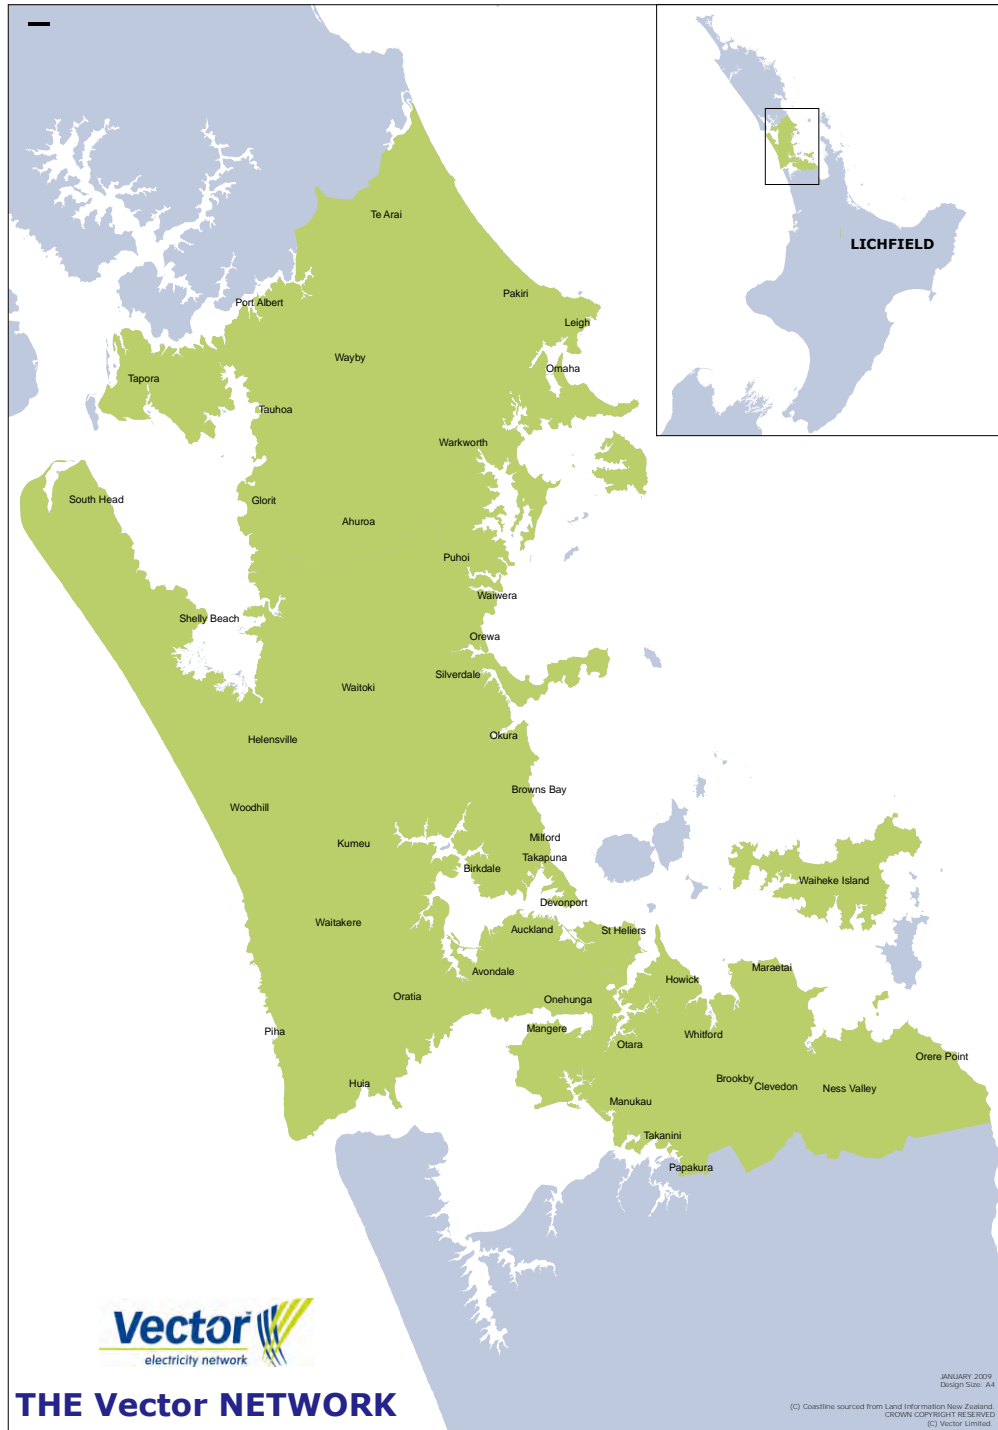 LICHFIELD
Te Arai
Pakiri
Port Albert
Leigh
Wayby
Omaha
Tapora
Tauhoa
Warkworth
South Head
Glorit
Ahuroa
Puhoi
Waiwera
Shelly Beach
Orewa
Silverdale
Waitoki
Okura
Helensville
Browns Bay
Woodhill
Milford
Kumeu
Takapuna
Birkdale
Waiheke Island
Devonport
Waitakere
Auckland
St Heliers
Avondale
Maraetai
Howick
Oratia
Onehunga
Mangere
Piha
Whitford
Otara
Orere Point
Brookby
Huia
Clevedon
Ness Valley
Manukau
Takanini
Papakura
Vector
electricity network
THE Vector NETWORK
JANUARY 2009
Design Size: A4
(C) Coastline sourced from Land Information New Zealand.
CROWN COPYRIGHT RESERVED
(C) Vector Limited.